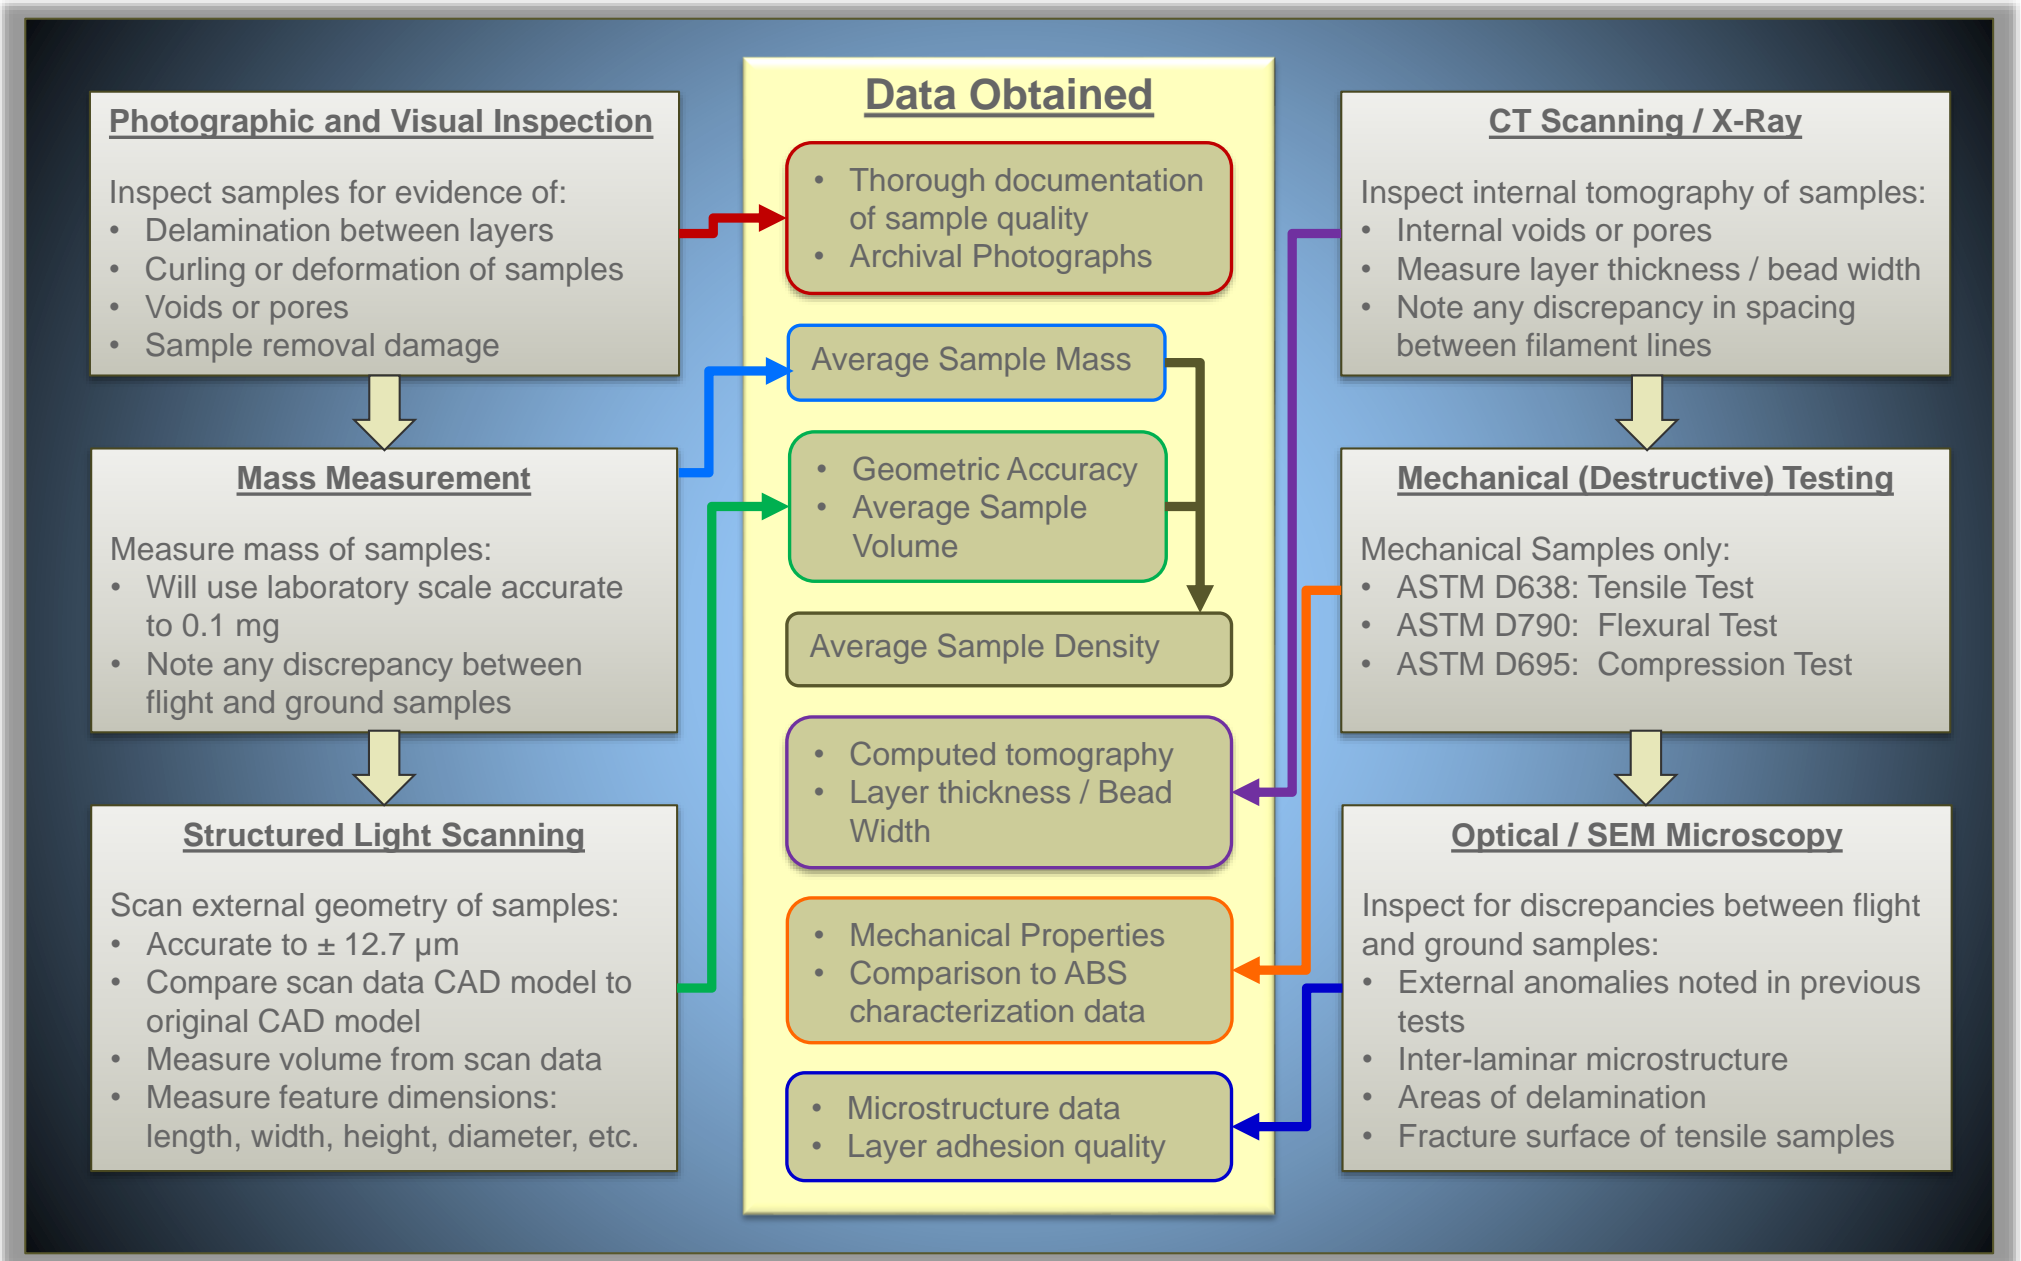 Photographic and Visual Inspection
Inspect samples for evidence of:
• Delamination between layers
• Curling or deformation of samples
• Voids or pores
• Sample removal damage
Mass Measurement
Measure mass of samples:
• Will use laboratory scale accurate
to 0.1 mg
• Note any discrepancy between
flight and ground samples
Structured Light Scanning
Scan external geometry of samples:
• Accurate to ± 12.7 µm
• Compare scan data CAD model to
original CAD model
• Measure volume from scan data
• Measure feature dimensions:
length, width, height, diameter, etc.
Data Obtained
• Thorough documentation
of sample quality
• Archival Photographs
Average Sample Mass
• Geometric Accuracy
• Average Sample
Volume
Average Sample Density
• Computed tomography
• Layer thickness / Bead
Width
• Mechanical Properties
• Comparison to ABS
characterization data
• Microstructure data
• Layer adhesion quality
CT Scanning / X-Ray
Inspect internal tomography of samples:
• Internal voids or pores
• Measure layer thickness / bead width
• Note any discrepancy in spacing
between filament lines
Mechanical (Destructive) Testing
Mechanical Samples only:
• ASTM D638: Tensile Test
• ASTM D790:  Flexural Test
• ASTM D695:  Compression Test
Optical / SEM Microscopy
Inspect for discrepancies between flight
and ground samples:
• External anomalies noted in previous
tests
• Inter-laminar microstructure
• Areas of delamination
• Fracture surface of tensile samples